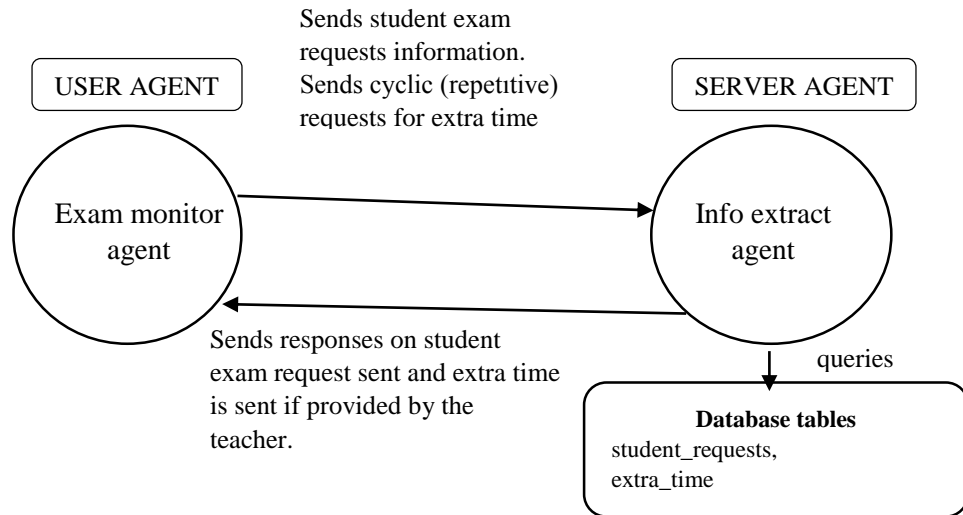 Sends student exam
requests information.
Sends cyclic (repetitive)
requests for extra time
USER AGENT
SERVER AGENT
Exam monitor
agent
Info extract
agent
Sends responses on student
exam request sent and extra time
is sent if provided by the
teacher.
queries
Database tables
student_requests,
extra_time